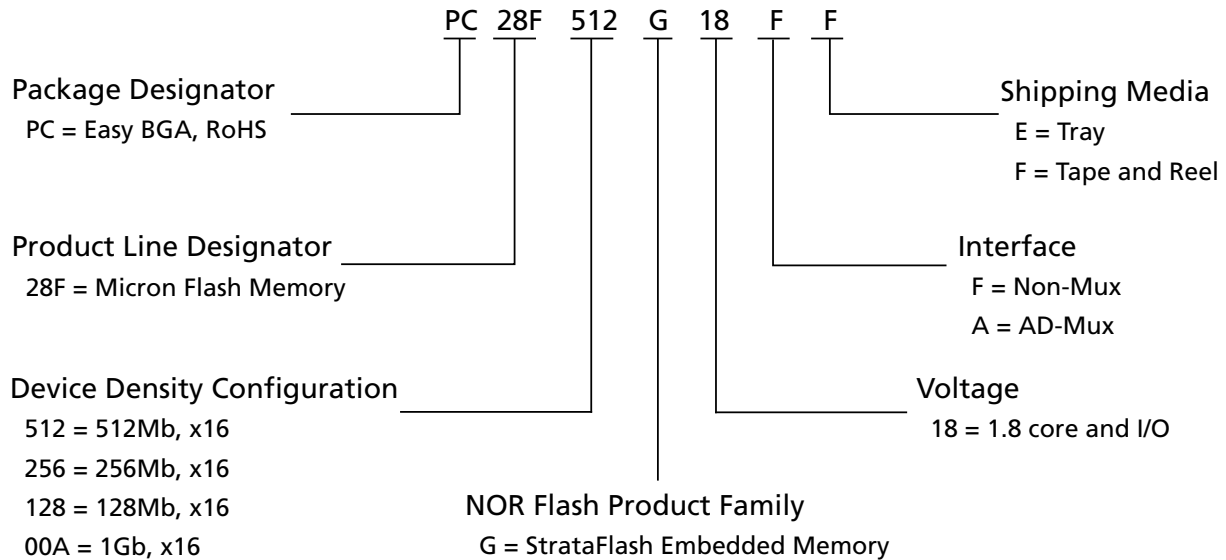 PC 28F 512 G 18 F F
Package Designator
PC = Easy BGA, RoHS
Product Line Designator
28F = Micron Flash Memory
Device Density Configuration
512 = 512Mb, x16
256 = 256Mb, x16
128 = 128Mb, x16
00A = 1Gb, x16
NOR Flash Product Family
G = StrataFlash Embedded Memory
Shipping Media
E = Tray
F = Tape and Reel
Interface
F = Non-Mux
A = AD-Mux
Voltage
18 = 1.8 core and I/O